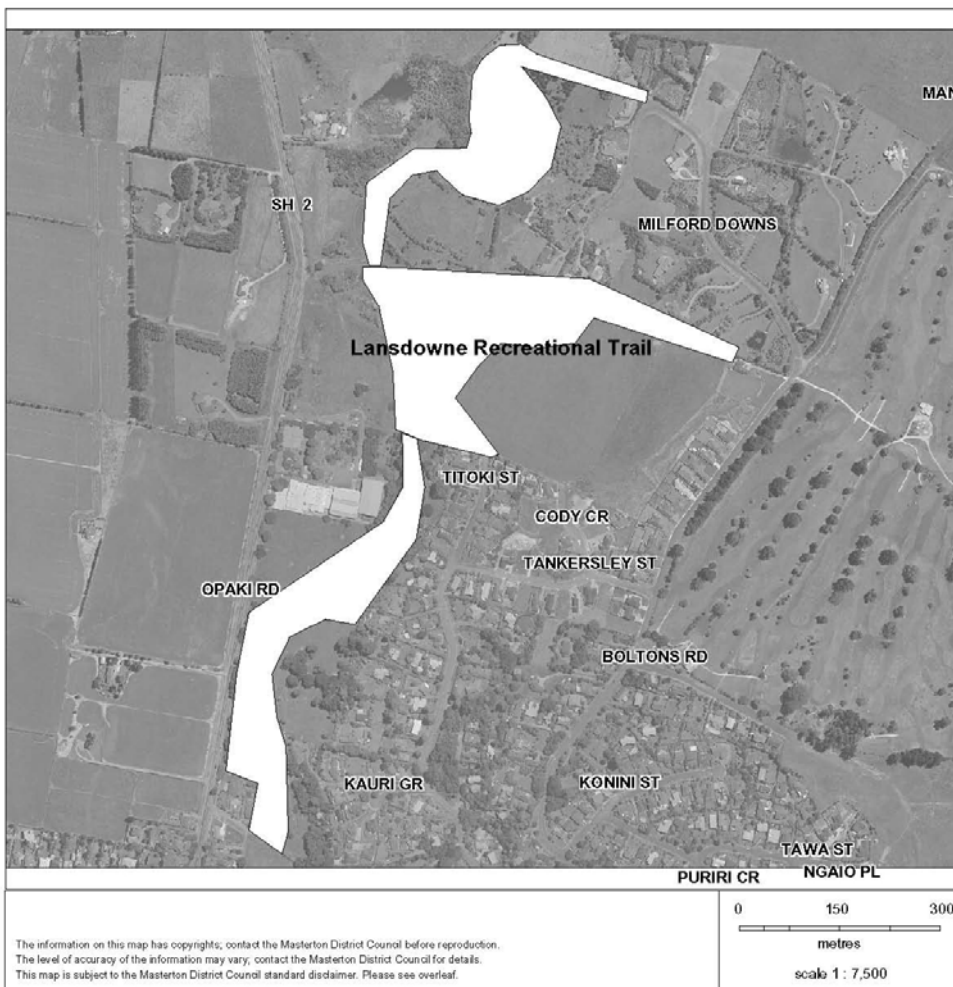 MAN
SH 2
MILFORD DOWNS
Lansdowne Recreational Trail
TITOKI ST
CODY CR
TANKERSLEY ST
OPAKI RD
BOLTONS RD
KAURI GR
KONINI ST
TAWA ST
PURIRI CR
NGAIO PL
0 150 300
metres
scale 1 : 7,500
The information on this map has copyrights; contact the Masterton District Council before reproduction.
The level of accuracy of the information may vary; contact the Masterton District Council for details.
This map is subject to the Masterton District Council standard disclaimer. Please see overleaf.